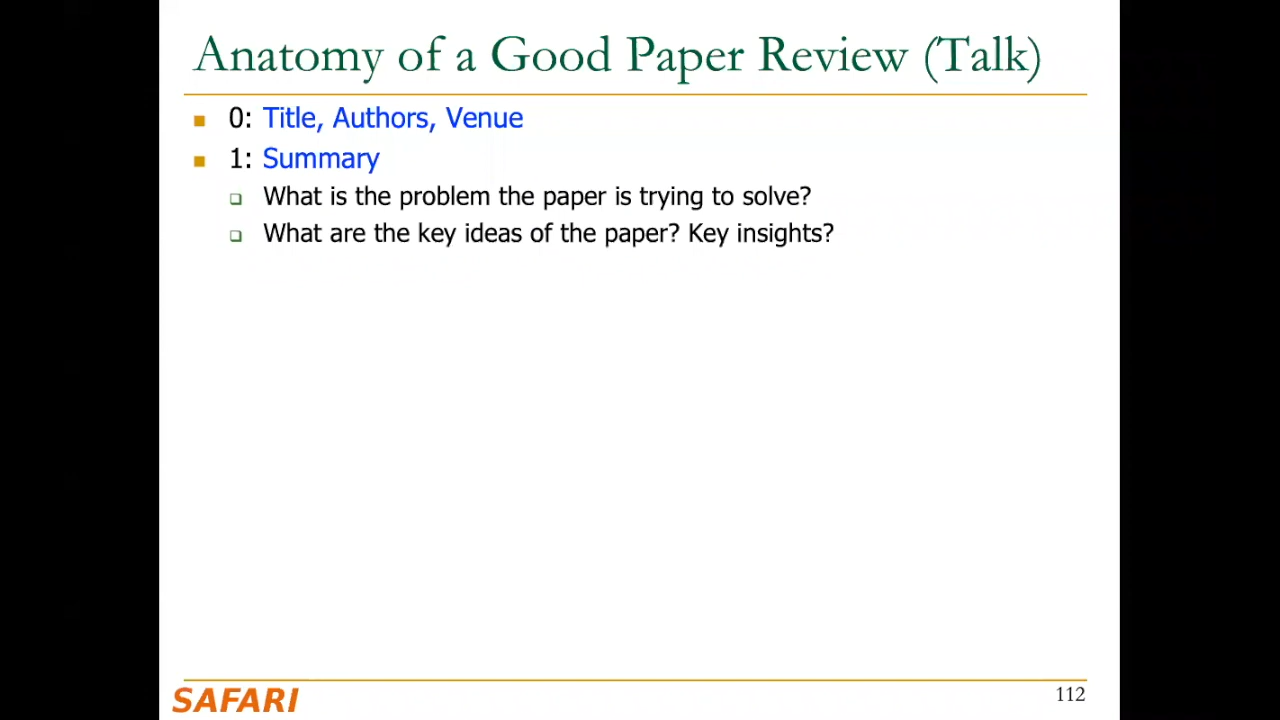 Anatomy of a Good Paper Review (Talk)
0: Title, Authors, Venue
1: Summary
What is the problem the paper is trying to solve?
What are the key ideas of the paper? Key insights?
SAFARI
112